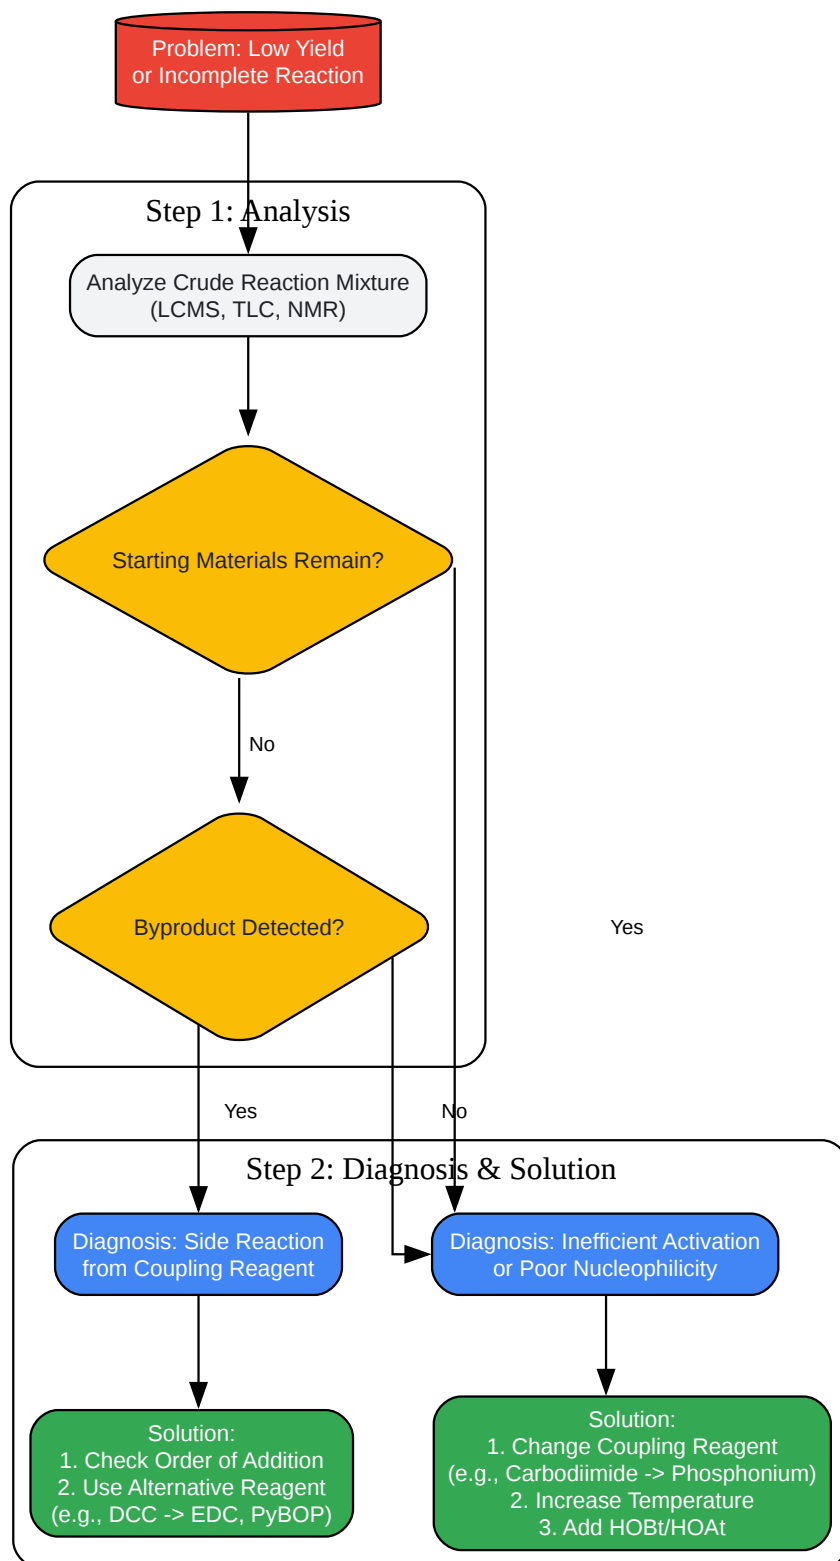 Problem: Low Yield
or Incomplete Reaction
Step 1: Analysis
Analyze Crude Reaction Mixture
(LCMS, TLC, NMR)
Starting Materials Remain?
No
Byproduct Detected?
Yes
Yes
No
Step 2: Diagnosis & Solution
Diagnosis: Side Reaction
from Coupling Reagent
Diagnosis: Inefficient Activation
or Poor Nucleophilicity
Solution:
1. Check Order of Addition
2. Use Alternative Reagent
(e.g., DCC -> EDC, PyBOP)
Solution:
1. Change Coupling Reagent
(e.g., Carbodiimide -> Phosphonium)
2. Increase Temperature
3. Add HOBt/HOAt